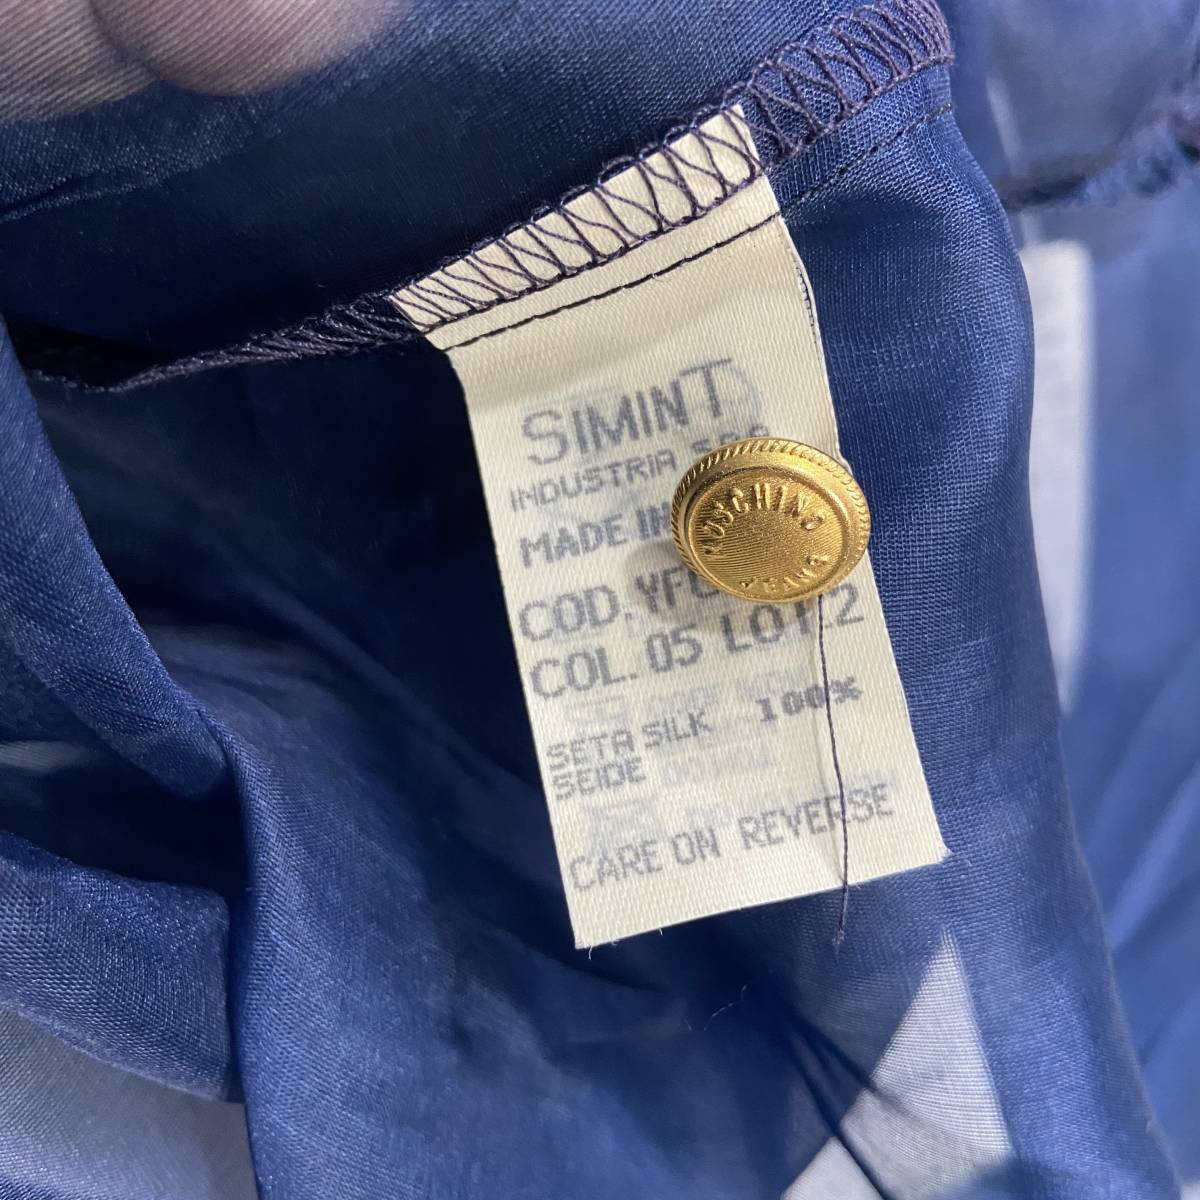 SIMINT
INDUSTRIA S.P.A
MADE IN
COD. YF
COL. 05 LOT. 2
SETA SILK 100%
SEIDE
CARE ON REVERSE
MOSCHINO
JEANS